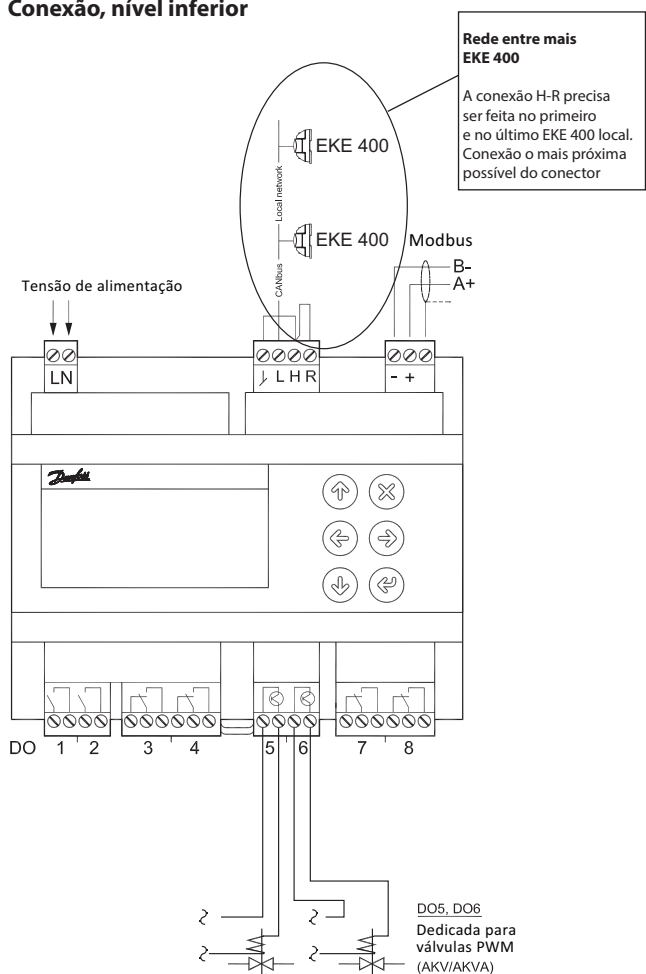 Conexão, nível inferior
Rede entre mais
EKE 400
A conexão H-R precisa
ser feita no primeiro
e no último EKE 400 local.
Conexão o mais próxima
possível do conector
EKE 400
Local network
EKE 400
CANbus
Modbus
B-
A+
Tensão de alimentação
LN
L H R
- +
Danfoss
DO 1 2 3 4 5 6 7 8
DO5, DO6
Dedicada para
válvulas PWM
(AKV/AKVA)